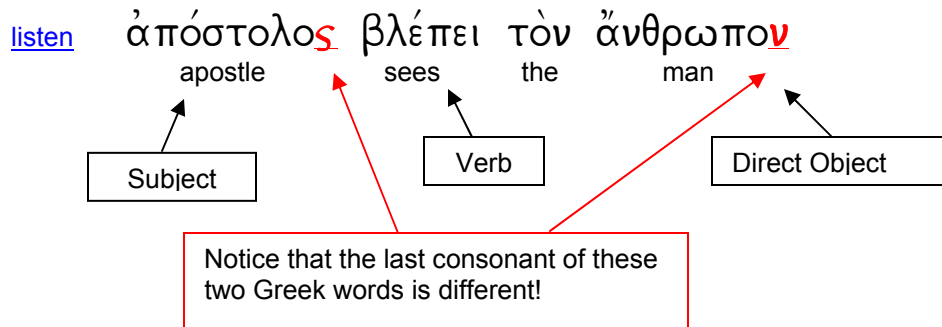 listen ἀπόστολος βλέπει τὸν ἄνθρωπον
apostle sees the man
Subject Verb Direct Object
Notice that the last consonant of these
two Greek words is different!